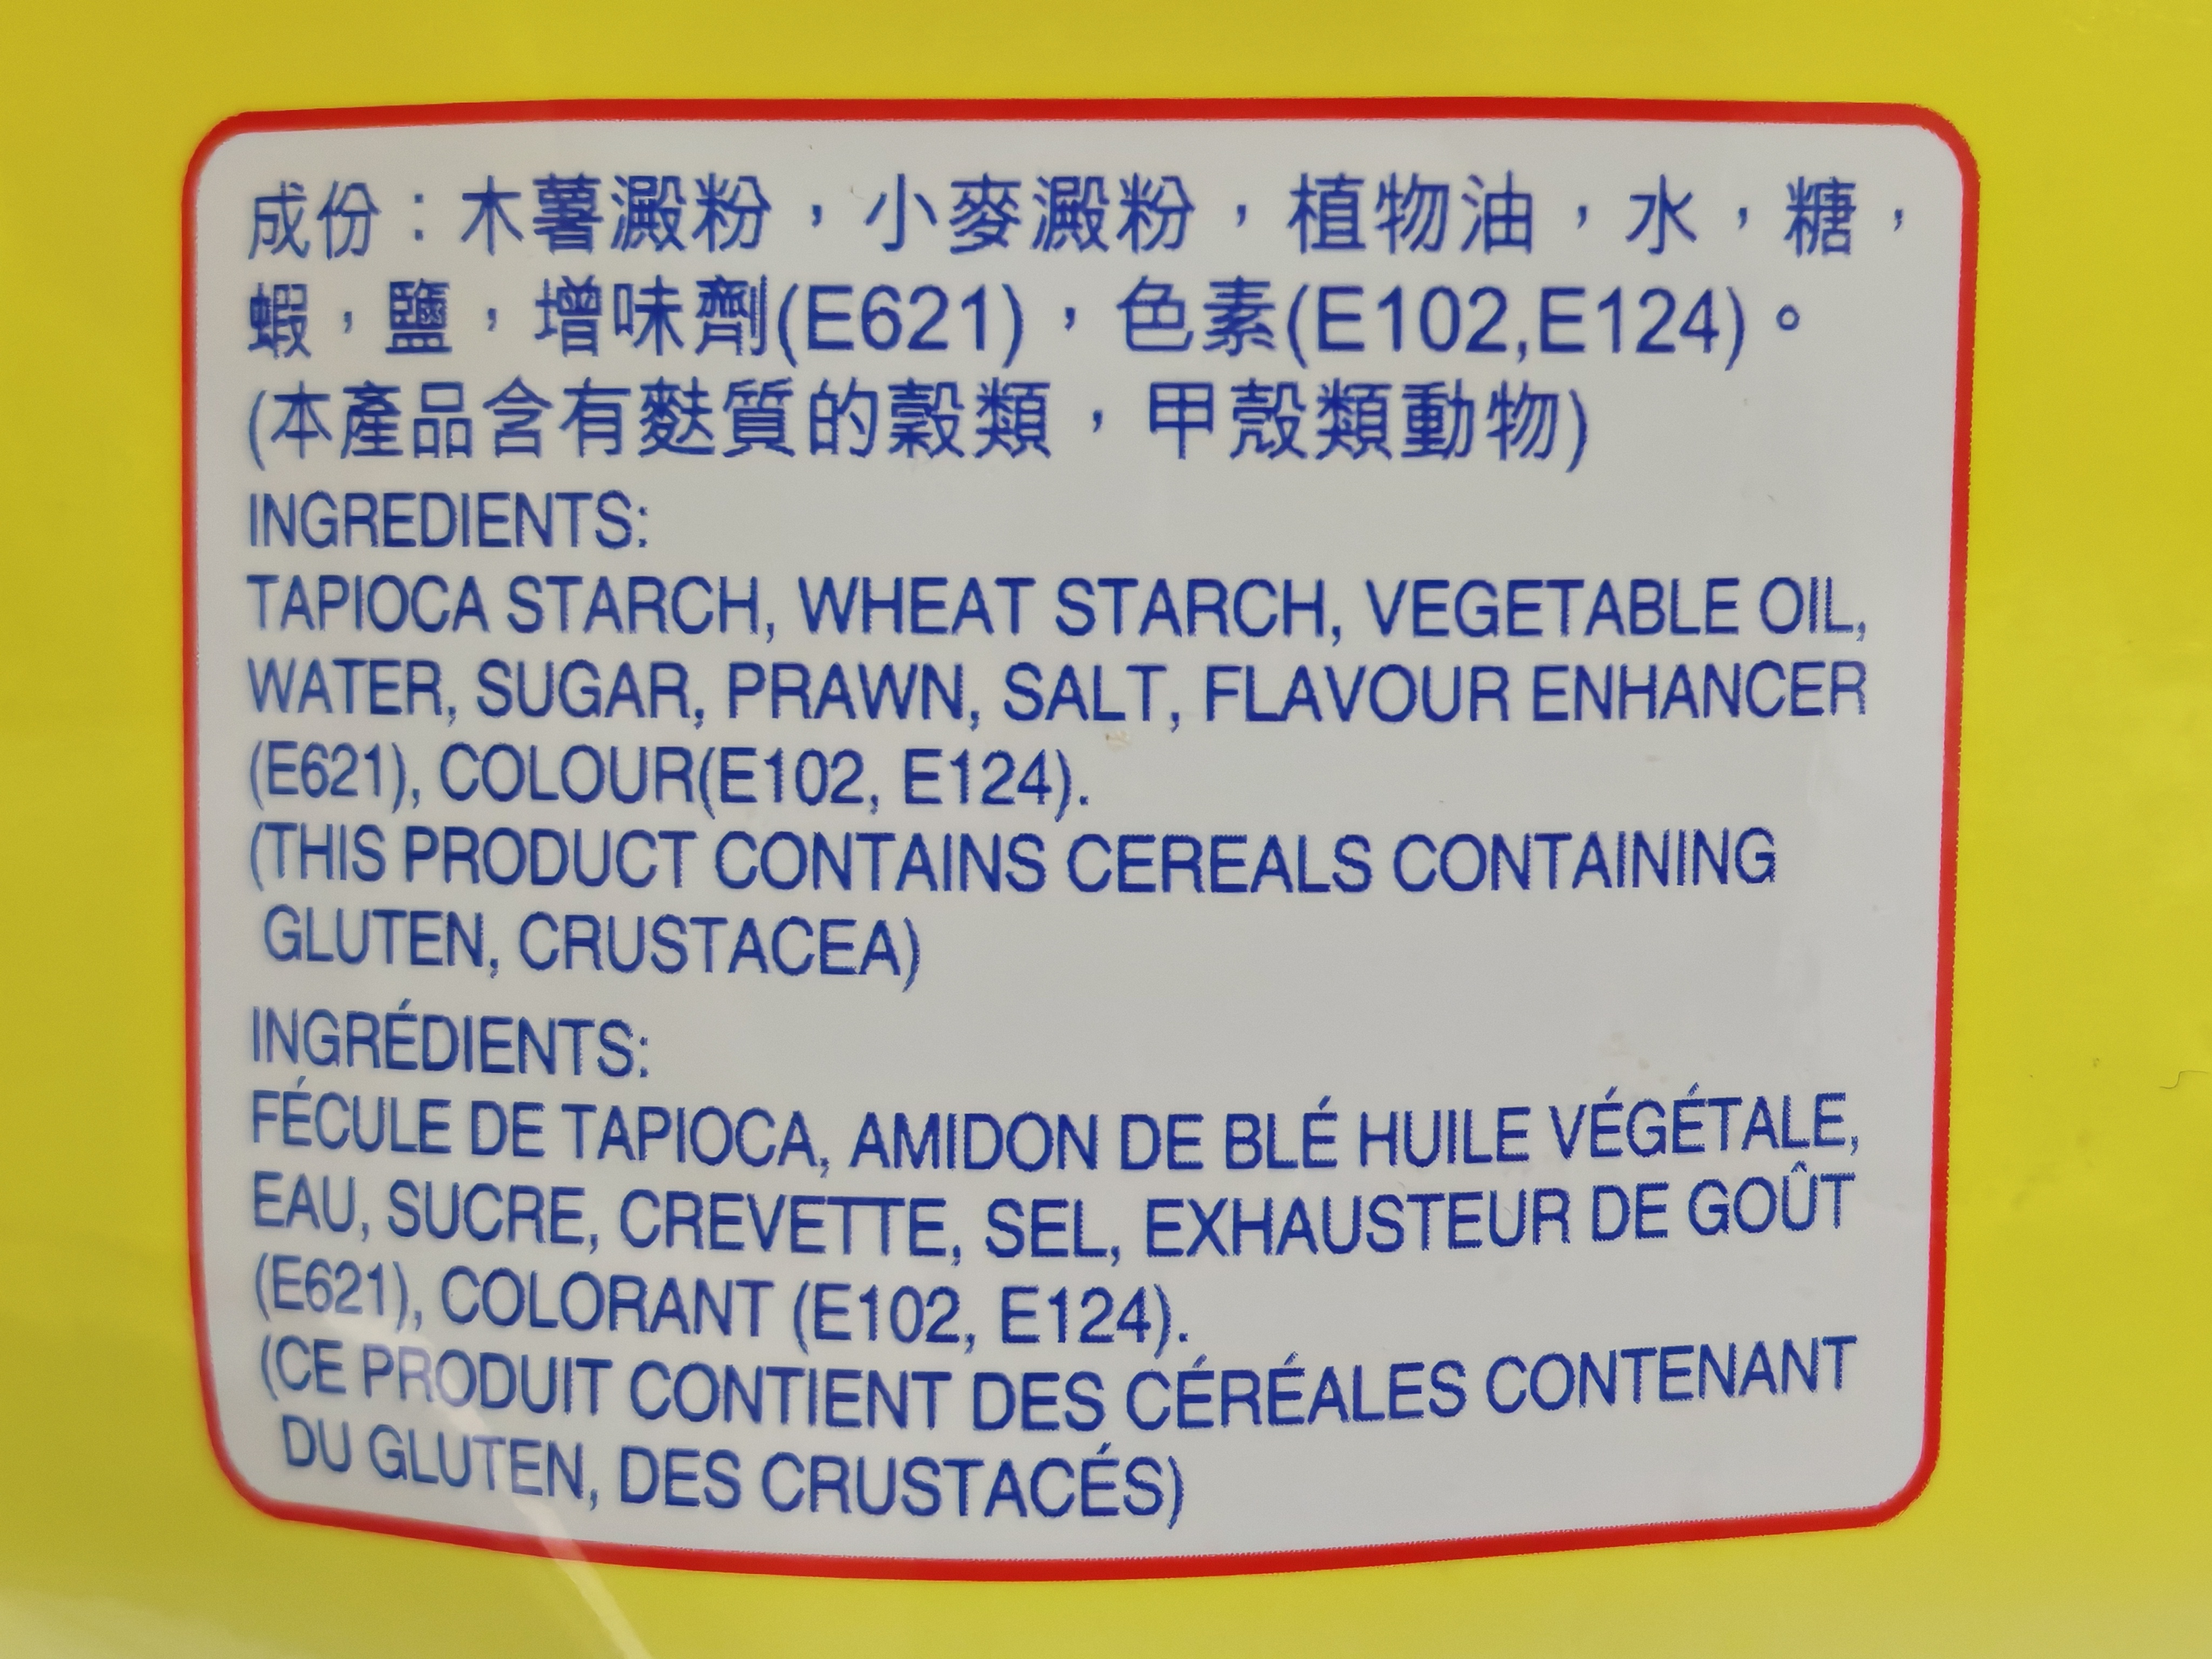 成份：木薯澱粉，小麥澱粉，植物油，水，糖，
蝦，鹽，增味劑(E621)，色素(E102,E124)。
(本產品含有麩質的穀類，甲殼類動物)
INGREDIENTS:
TAPIOCA STARCH, WHEAT STARCH, VEGETABLE OIL,
WATER, SUGAR, PRAWN, SALT, FLAVOUR ENHANCER
(E621), COLOUR(E102, E124).
(THIS PRODUCT CONTAINS CEREALS CONTAINING
GLUTEN, CRUSTACEA)
INGRÉDIENTS:
FÉCULE DE TAPIOCA, AMIDON DE BLÉ HUILE VÉGÉTALE,
EAU, SUCRE, CREVETTE, SEL, EXHAUSTEUR DE GOÛT
(E621), COLORANT (E102, E124).
(CE PRODUIT CONTIENT DES CÉRÉALES CONTENANT
DU GLUTEN, DES CRUSTACÉS)